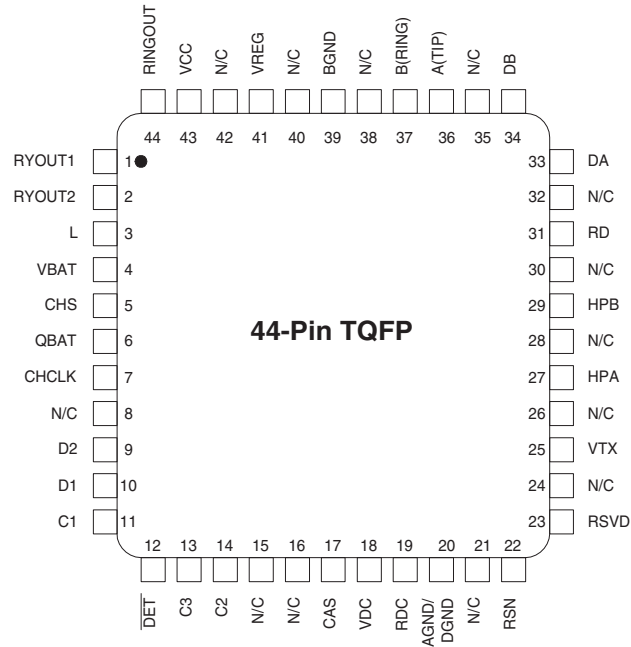 RINGOUT
VCC
N/C
VREG
N/C
BGND
N/C
B(RING)
A(TIP)
N/C
DB
44 43 42 41 40 39 38 37 36 35 34
RYOUT1 1
RYOUT2 2
L 3
VBAT 4
CHS 5
QBAT 6
CHCLK 7
N/C 8
D2 9
D1 10
C1 11
44-Pin TQFP
33 DA
32 N/C
31 RD
30 N/C
29 HPB
28 N/C
27 HPA
26 N/C
25 VTX
24 N/C
23 RSVD
12 13 14 15 16 17 18 19 20 21 22
DET
C3
C2
N/C
N/C
CAS
VDC
RDC
AGND/
DGND
N/C
RSN